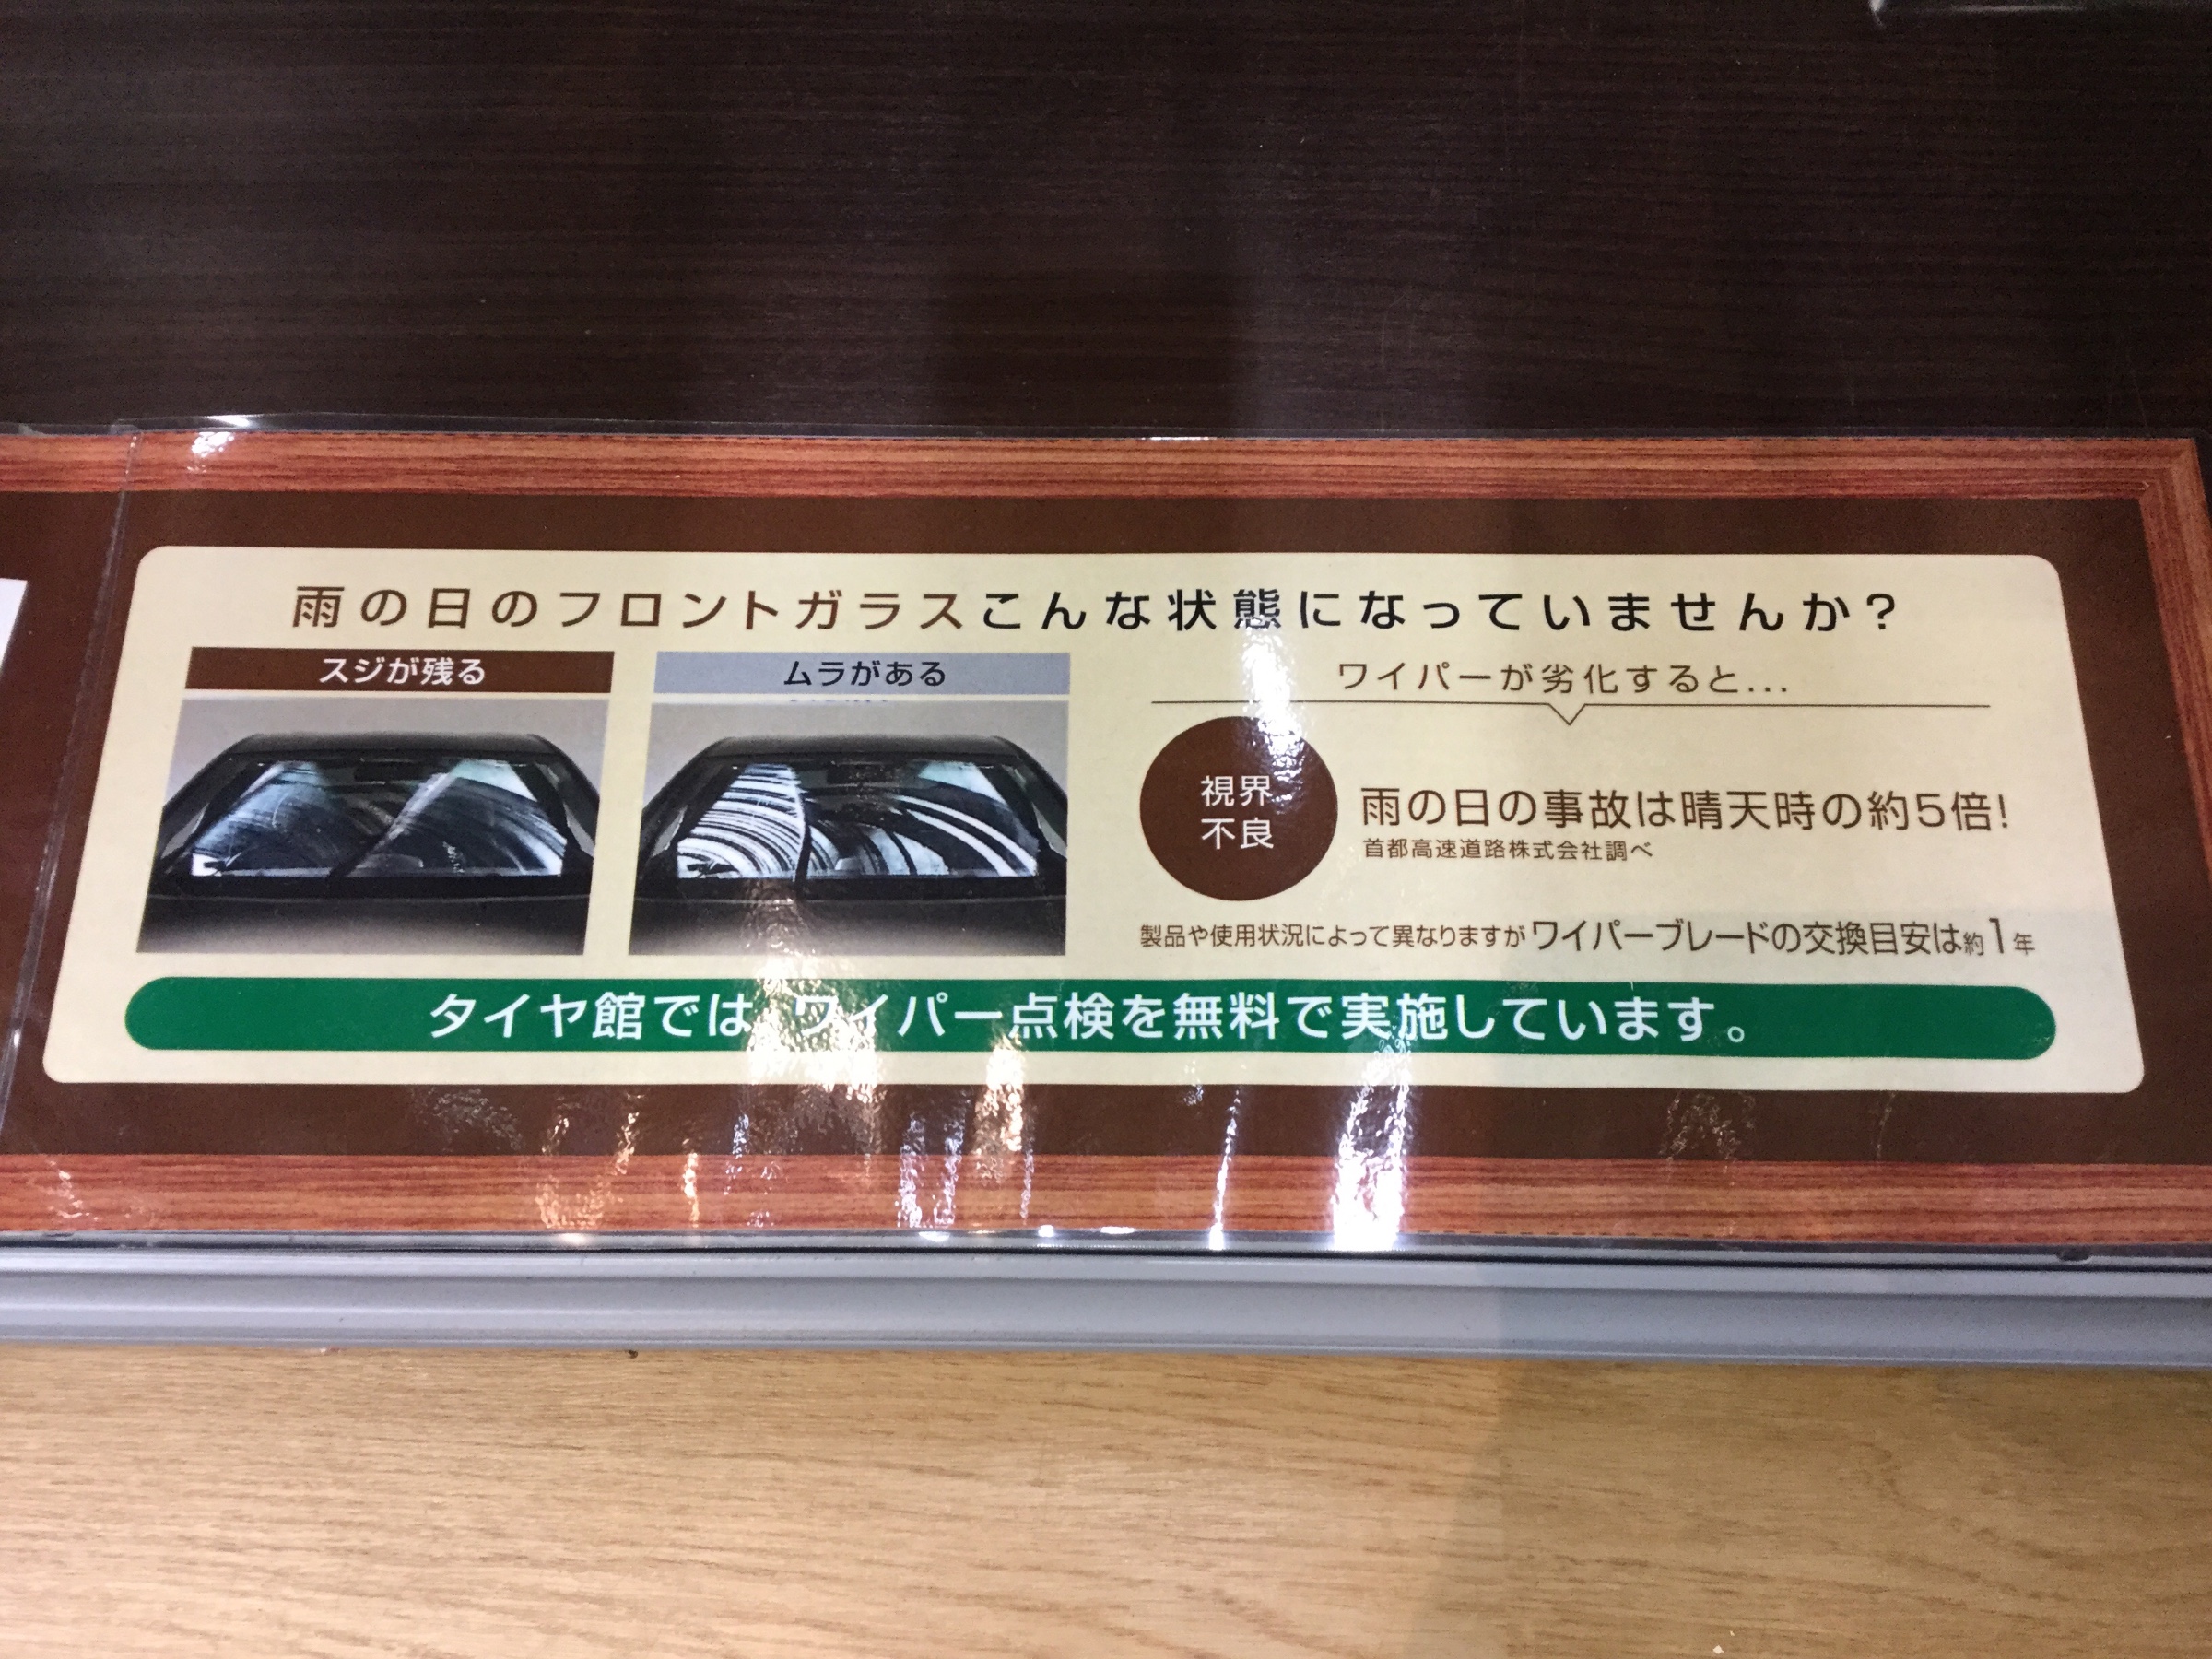 雨の日のフロントガラスこんな状態になっていませんか?
スジが残る
ムラがある
ワイパーが劣化すると...
視界
不良
雨の日の事故は晴天時の約5倍!
首都高速道路株式会社調べ
製品や使用状況によって異なりますがワイパーブレードの交換目安は約1年
タイヤ館では、ワイパー点検を無料で実施しています。